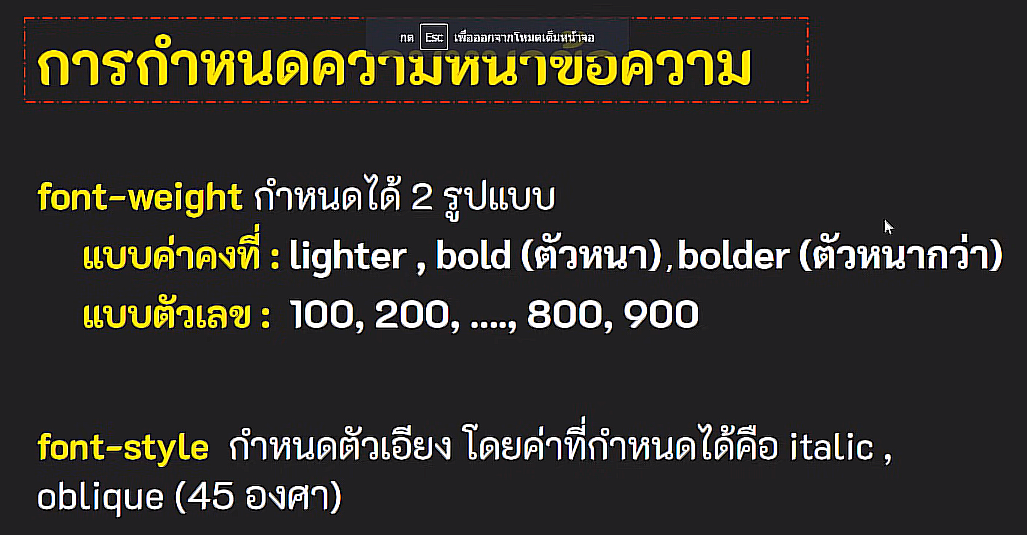 กด Esc เพื่อออกจากโหมดเต็มหน้าจอ
การกำหนดความหนาข้อความ
font-weight กำหนดได้ 2 รูปแบบ
แบบค่าคงที่ : lighter , bold (ตัวหนา) , bolder (ตัวหนากว่า)
แบบตัวเลข : 100, 200, ...., 800, 900
font-style กำหนดตัวเอียง โดยค่าที่กำหนดได้คือ italic ,
oblique (45 องศา)